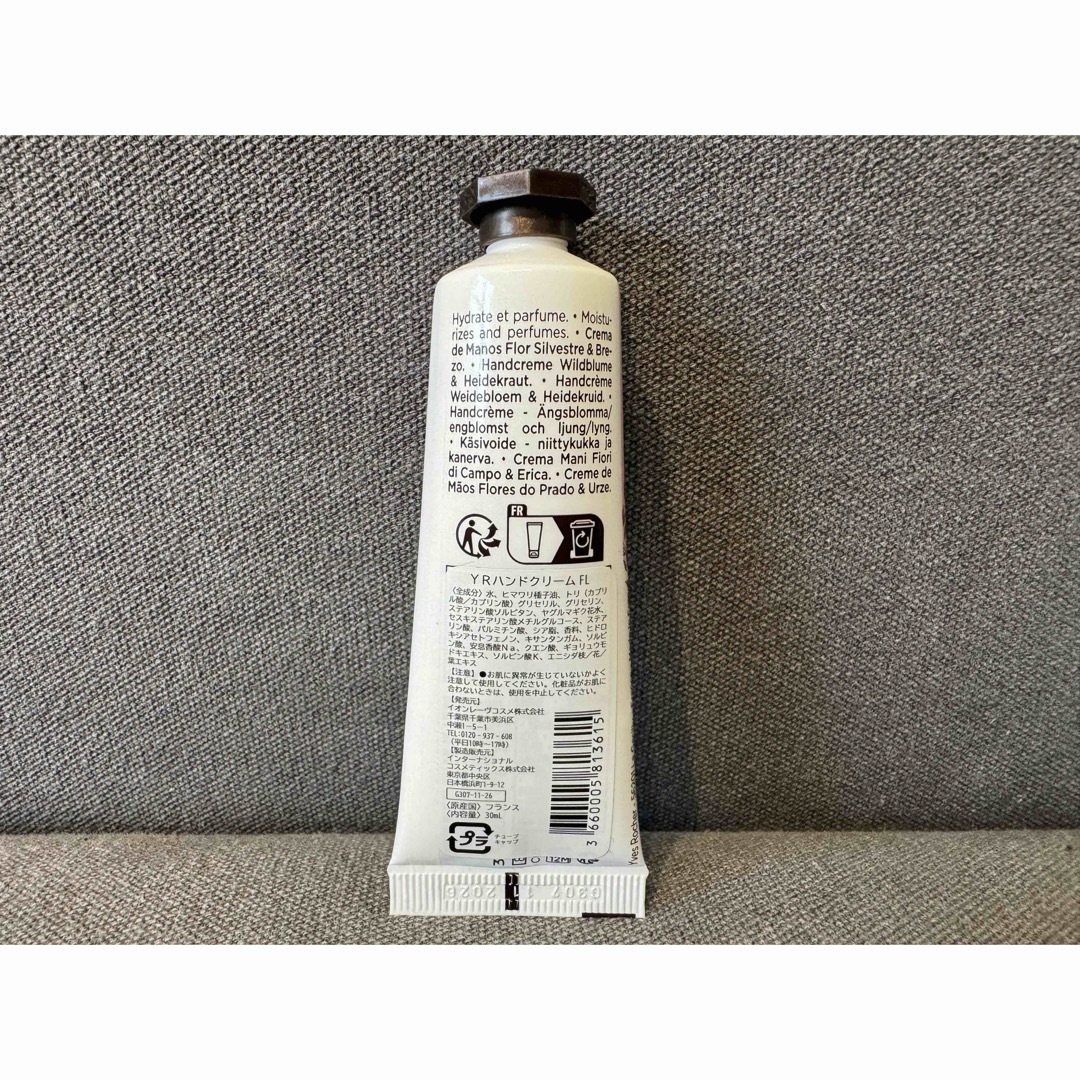 Hydrate et parfume. • Moistu-
rizes and perfumes. • Crema
de Manos Flor Silvestre & Bre-
zo. • Handcreme Wildblume
& Heidekraut. • Handcrème
Weidebloem & Heidekruid. •
Handcrème - Ängsblomma/
engblomst och ljung/lyng.
• Käsivoide - niittykukka ja
kanerva. • Crema Mani Fiori
di Campo & Erica. • Creme de
Mãos Flores do Prado & Urze.
FR
YRハンドクリーム FL
〈全成分〉水、ヒマワリ種子油、トリ（カプリ
ル酸／カプリン酸）グリセリル、グリセリン、
ステアリン酸ソルビタン、ヤグルマギク花水、
セスキステアリン酸メチルグルコース、ステア
リン酸、パルミチン酸、シア脂、香料、ヒドロ
キシアセトフェノン、キサンタンガム、ソルビ
ン酸、安息香酸Na、クエン酸、ギョリュウモ
ドキエキス、ソルビン酸K、エニシダ枝／花／
葉エキス
【注意】●お肌に異常が生じていないかよく
注意して使用してください。化粧品がお肌に
合わないときは、使用を中止してください。
【発売元】
イオンレーヴコスメ株式会社
千葉県千葉市美浜区
中瀬1－5－1
TEL:0120－937－608
（平日10時～17時）
【製造販売元】
インターナショナル
コスメティックス株式会社
東京都中央区
日本橋浜町1-9-12
G307-11-26
〈原産国〉フランス
〈内容量〉30mL
プラ
チューブ
キャップ
3 660005 813615
Yves Rocher
12M
G307 11 2026